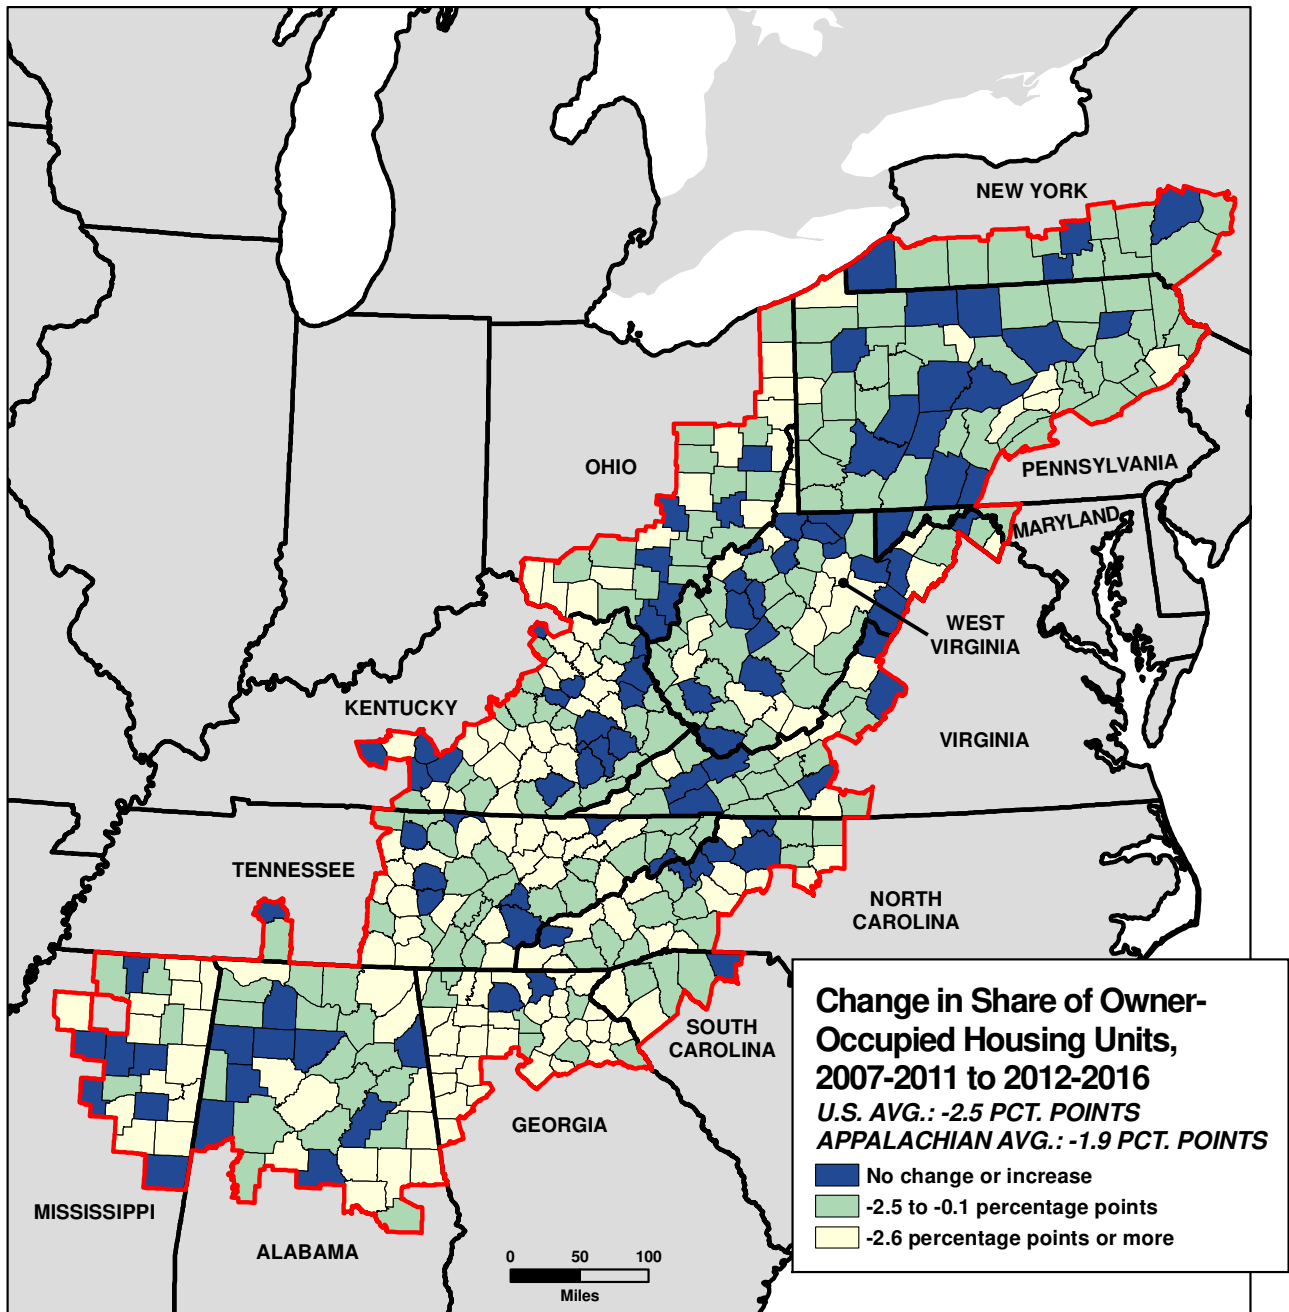 NEW YORK
OHIO
PENNSYLVANIA
MARYLAND
WEST
VIRGINIA
KENTUCKY
VIRGINIA
TENNESSEE
NORTH
CAROLINA
SOUTH
CAROLINA
GEORGIA
MISSISSIPPI
ALABAMA
Change in Share of Owner-
Occupied Housing Units,
2007-2011 to 2012-2016
U.S. AVG.: -2.5 PCT. POINTS
APPALACHIAN AVG.: -1.9 PCT. POINTS
No change or increase
-2.5 to -0.1 percentage points
-2.6 percentage points or more
0 50 100
Miles